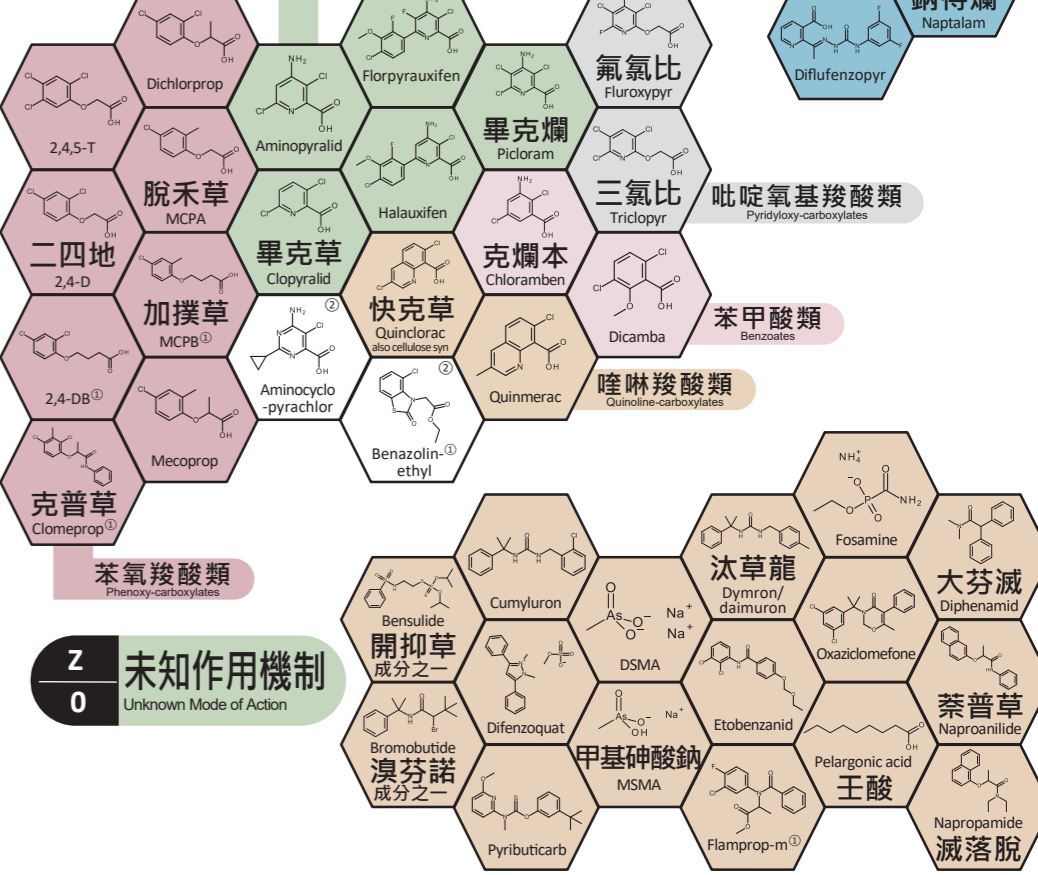 鈉得爛
Naptalam
Diflufenzopyr
Dichlorprop
Florpyrauxifen
氟氯比
Fluroxypyr
2,4,5-T
Aminopyralid
畢克爛
Picloram
脫禾草
MCPA
Halauxifen
三氯比
Triclopyr
吡啶氧基羧酸類
Pyridyloxy-carboxylates
二四地
2,4-D
畢克草
Clopyralid
克爛本
Chloramben
加撲草
MCPB①
快克草
Quinclorac
also cellulose syn
Dicamba
苯甲酸類
Benzoates
2,4-DB①
②
Aminocyclo
-pyrachlor
Quinmerac
喹啉羧酸類
Quinoline-carboxylates
Mecoprop
②
Benazolin-①
ethyl
克普草
Clomeprop①
苯氧羧酸類
Phenoxy-carboxylates
Z
0
未知作用機制
Unknown Mode of Action
Fosamine
Cumyluron
汰草龍
Dymron/
daimuron
大芬滅
Diphenamid
Bensulide
開抑草
成分之一
DSMA
Oxaziclomefone
Difenzoquat
Etobenzanid
萘普草
Naproanilide
Bromobutide
溴芬諾
成分之一
甲基砷酸鈉
MSMA
Pelargonic acid
壬酸
Pyributicarb
Flamprop-m①
Napropamide
滅落脫